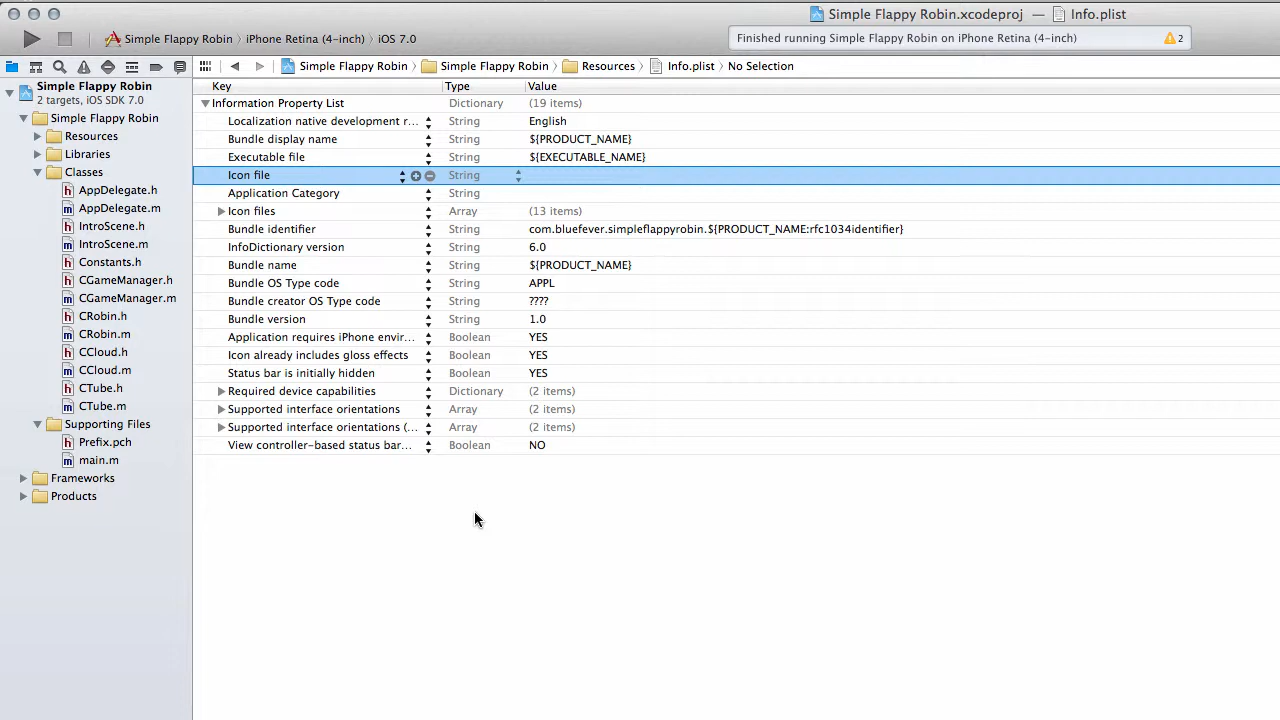 Simple Flappy Robin.xcodeproj — Info.plist
Simple Flappy Robin › iPhone Retina (4-inch) › iOS 7.0
Finished running Simple Flappy Robin on iPhone Retina (4-inch) 2
Simple Flappy Robin › Simple Flappy Robin › Resources › Info.plist › No Selection
Simple Flappy Robin
2 targets, iOS SDK 7.0
Simple Flappy Robin
Resources
Libraries
Classes
AppDelegate.h
AppDelegate.m
IntroScene.h
IntroScene.m
Constants.h
CGameManager.h
CGameManager.m
CRobin.h
CRobin.m
CCloud.h
CCloud.m
CTube.h
CTube.m
Supporting Files
Prefix.pch
main.m
Frameworks
Products
Key Type Value
Information Property List Dictionary (19 items)
Localization native development r... String English
Bundle display name String ${PRODUCT_NAME}
Executable file String ${EXECUTABLE_NAME}
Icon file String
Application Category String
Icon files Array (13 items)
Bundle identifier String com.bluefever.simpleflappyrobin.${PRODUCT_NAME:rfc1034identifier}
InfoDictionary version String 6.0
Bundle name String ${PRODUCT_NAME}
Bundle OS Type code String APPL
Bundle creator OS Type code String ????
Bundle version String 1.0
Application requires iPhone envir... Boolean YES
Icon already includes gloss effects Boolean YES
Status bar is initially hidden Boolean YES
Required device capabilities Dictionary (2 items)
Supported interface orientations Array (2 items)
Supported interface orientations (... Array (2 items)
View controller-based status bar... Boolean NO